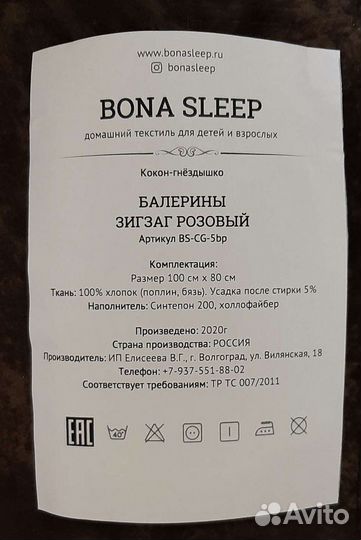 www.bonasleep.ru
bonasleep
BONA SLEEP
домашний текстиль для детей и взрослых
Кокон-гнёздышко
БАЛЕРИНЫ
ЗИГЗАГ РОЗОВЫЙ
Артикул BS-CG-5bp
Комплектация:
Размер 100 см х 80 см
Ткань: 100% хлопок (поплин, бязь). Усадка после стирки 5%
Наполнитель: Синтепон 200, холлофайбер
Произведено: 2020г
Страна производства: РОССИЯ
Производитель: ИП Елисеева В.Г., г. Волгоград, ул. Вилянская, 18
Телефон: +7-937-551-88-02
Соответствует требованиям: ТР ТС 007/2011
EAC 40°
Avito